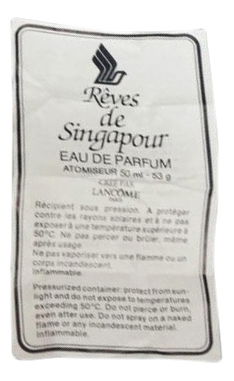 Rêves
de
Singapour
EAU DE PARFUM
ATOMISEUR 50 ml - 53 g
CRÉÉ PAR
LANCÔME
PARIS
Récipient sous pression. A protéger
contre les rayons solaires et à ne pas
exposer à une température supérieure à
50°C. Ne pas percer ou brûler, même
après usage.
Ne pas vaporiser vers une flamme ou un
corps incandescent.
Inflammable.
Pressurized container: protect from sun-
light and do not expose to temperatures
exceeding 50°C. Do not pierce or burn,
even after use. Do not spray on a naked
flame or any incandescent material.
Inflammable.